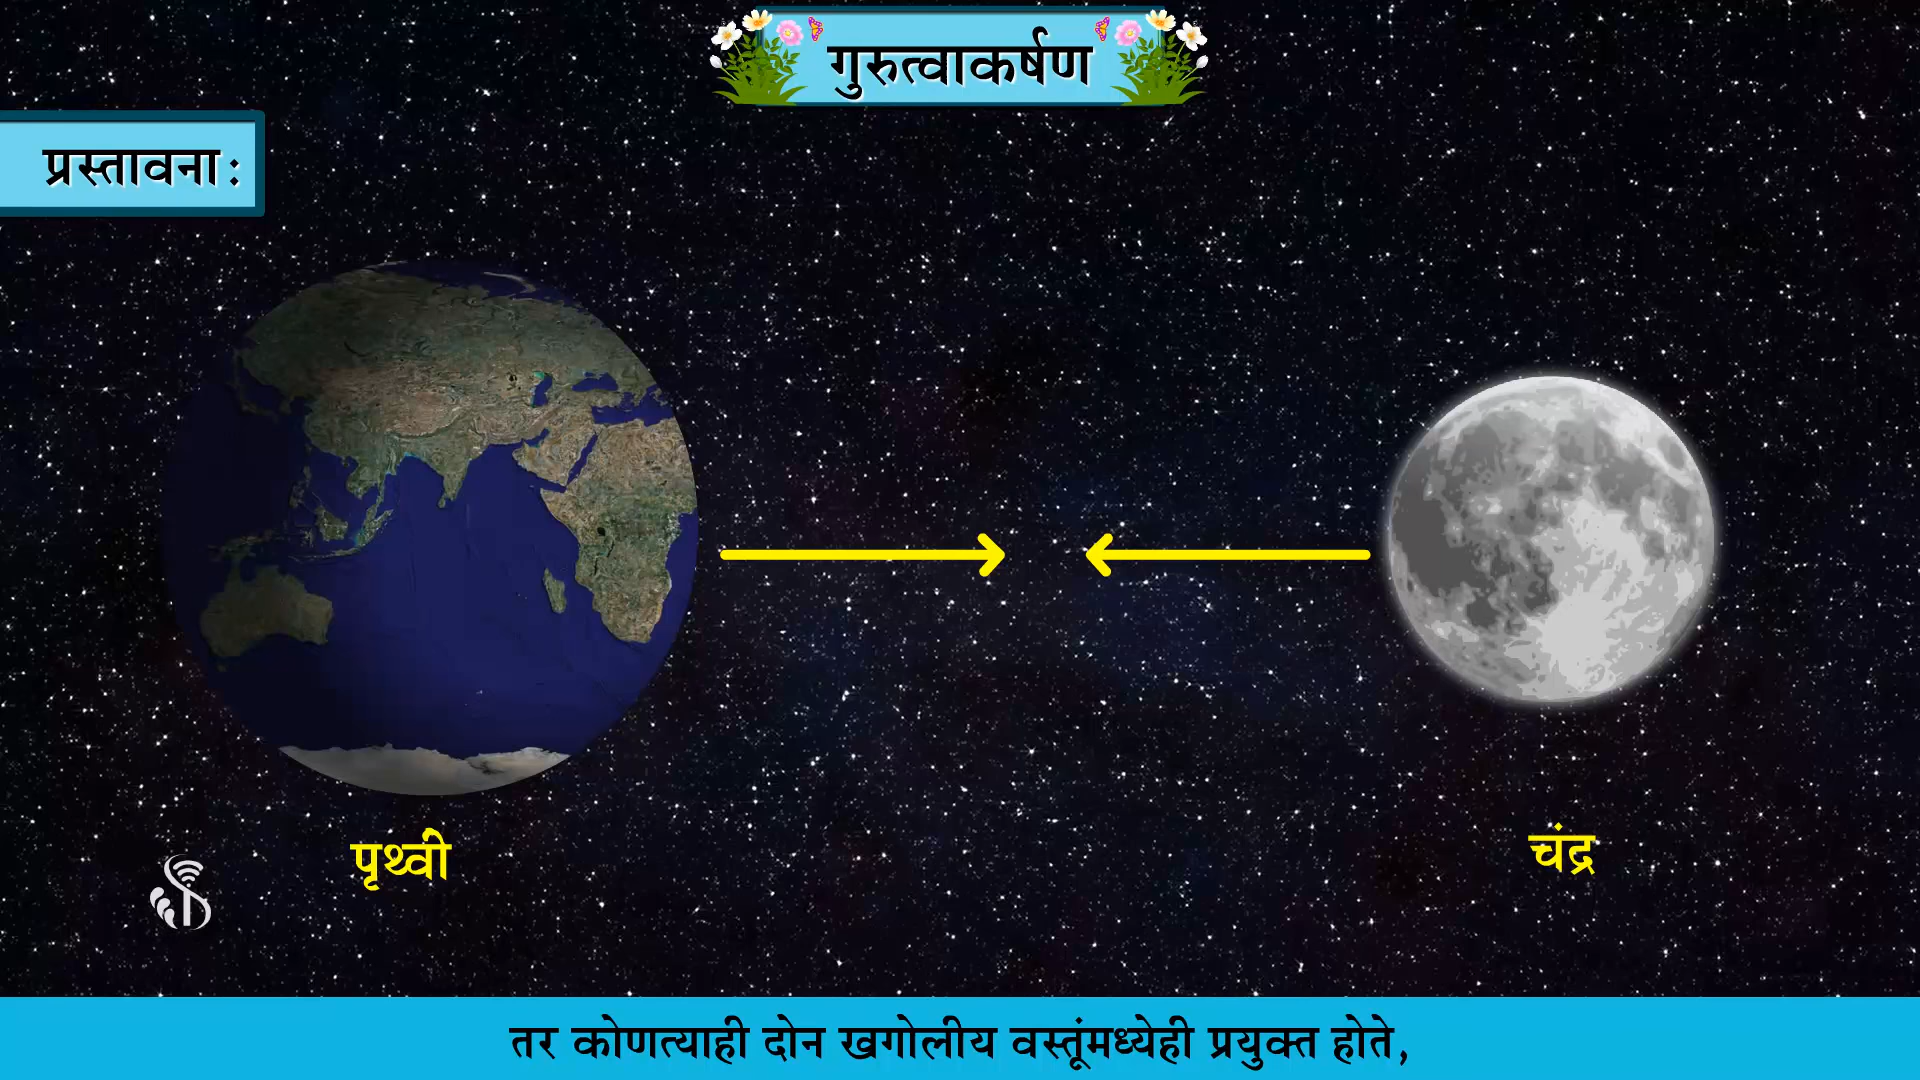 गुरुत्वाकर्षण
प्रस्तावना:
पृथ्वी
चंद्र
तर कोणत्याही दोन खगोलीय वस्तूंमध्येही प्रयुक्त होते,